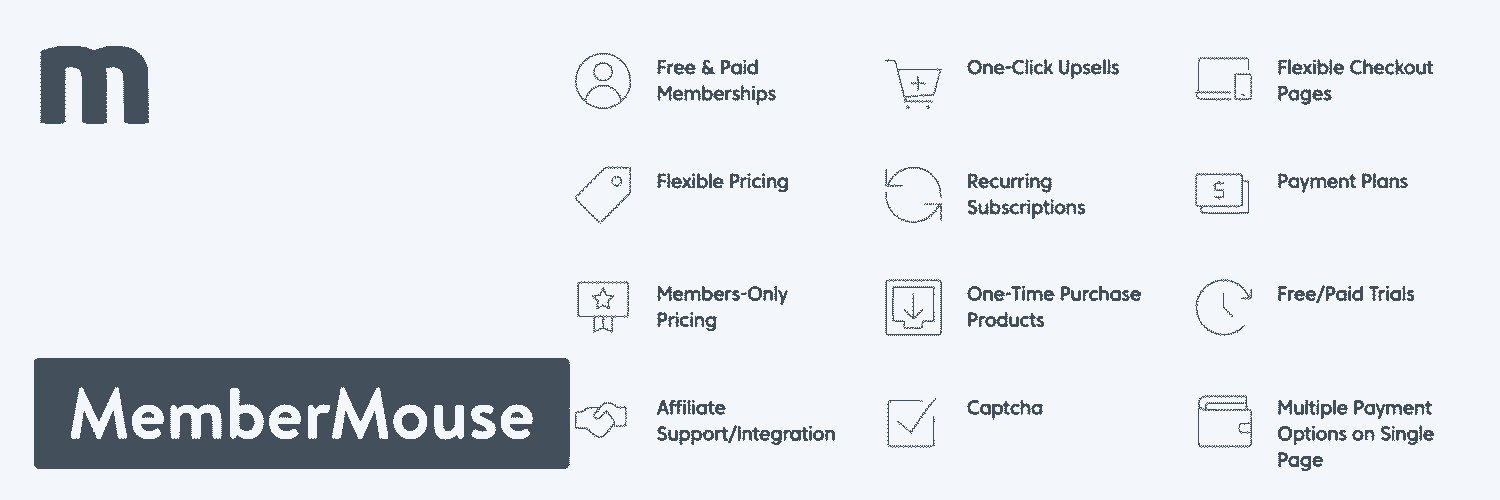 m
Free & Paid
Memberships
One-Click Upsells
Flexible Checkout
Pages
Flexible Pricing
Recurring
Subscriptions
$
Payment Plans
Members-Only
Pricing
One-Time Purchase
Products
Free/Paid Trials
MemberMouse
Affiliate
Support/Integration
Captcha
Multiple Payment
Options on Single
Page